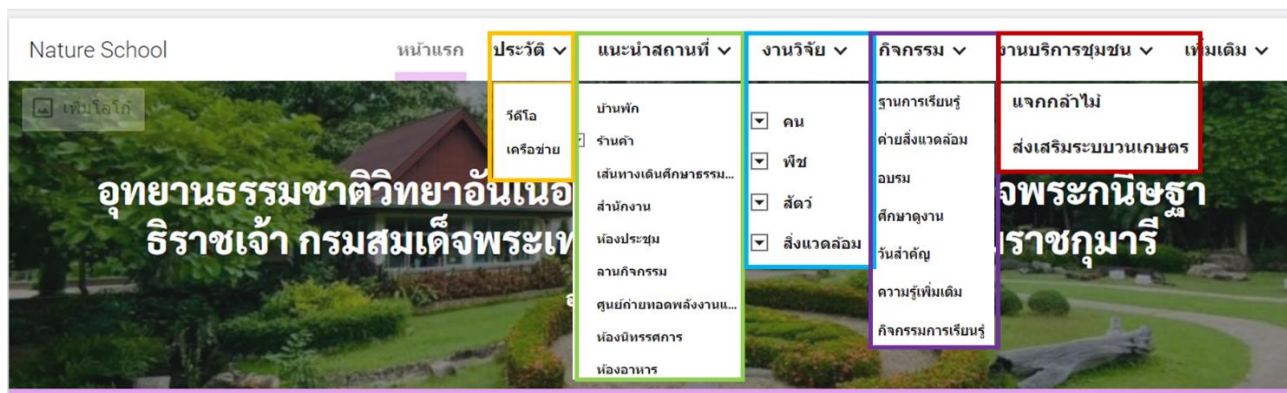 Nature School
หน้าแรก
ประวัติ
แนะนำสถานที่
งานวิจัย
กิจกรรม
งานบริการชุมชน
เพิ่มเติม
เพิ่มโลโก้
วีดีโอ
เครือข่าย
บ้านพัก
ร้านค้า
เส้นทางเดินศึกษาธรรม...
สำนักงาน
ห้องประชุม
ลานกิจกรรม
ศูนย์ถ่ายทอดพลังงานแ...
ห้องนิทรรศการ
ห้องอาหาร
คน
พืช
สัตว์
สิ่งแวดล้อม
ฐานการเรียนรู้
ค่ายสิ่งแวดล้อม
อบรม
ศึกษาดูงาน
วันสำคัญ
ความรู้เพิ่มเติม
กิจกรรมการเรียนรู้
แจกกล้าไม้
ส่งเสริมระบบวนเกษตร
อุทยานธรรมชาติวิทยาอันเนื่อ จพระกนิษฐา
ธิราชเจ้า กรมสมเด็จพระเท ราชกุมารี